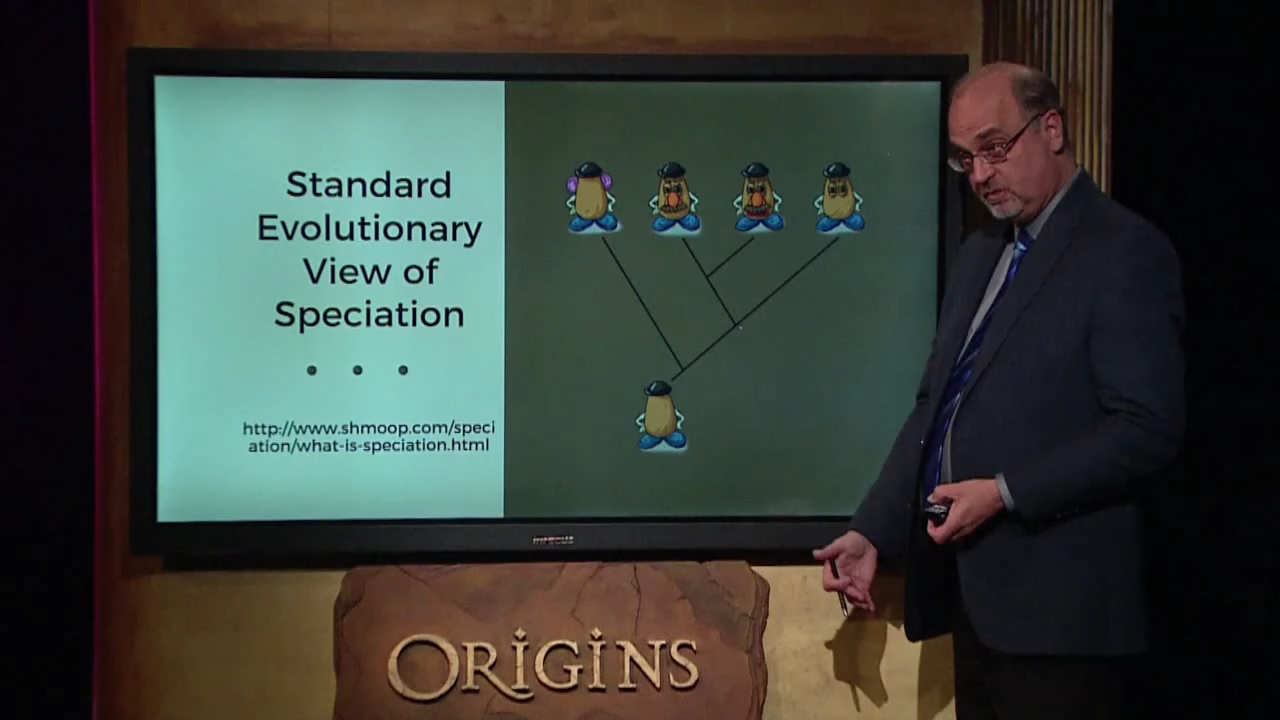 Standard
Evolutionary
View of
Speciation
http://www.shmoop.com/speci
ation/what-is-speciation.html
ORIGINS